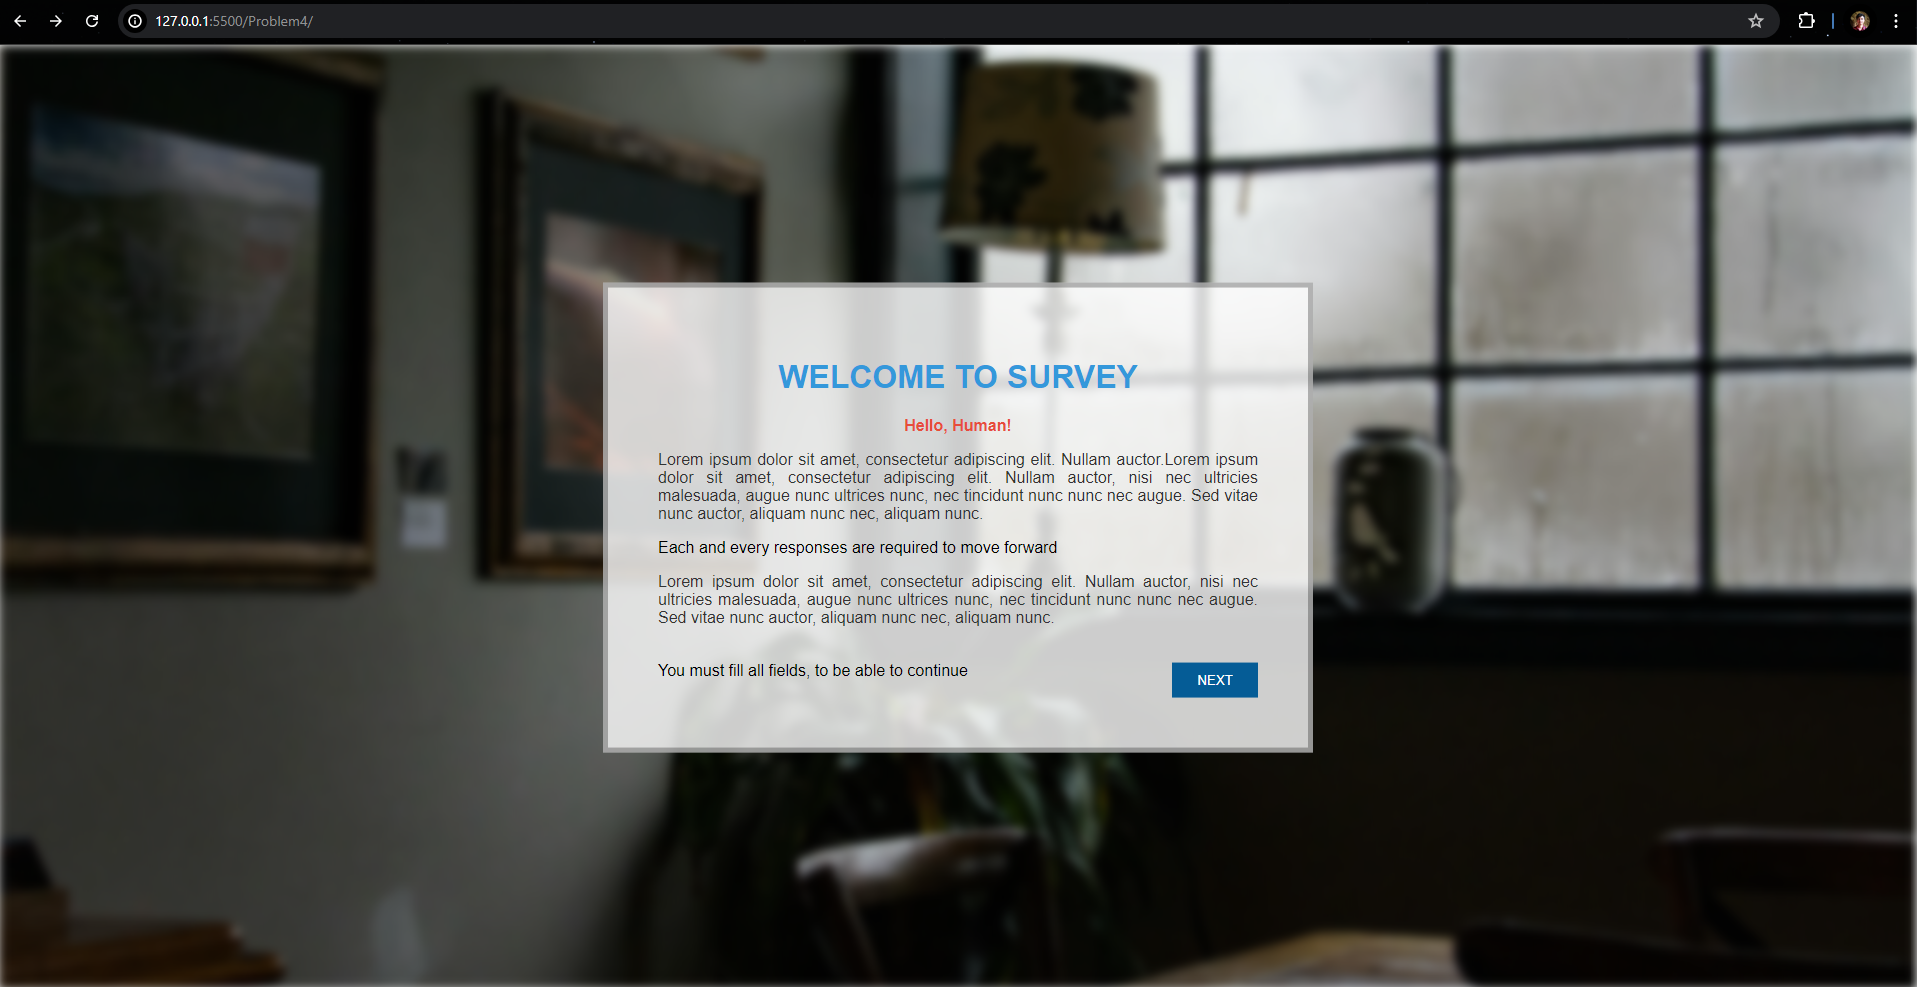 127.0.0.1:5500/Problem4/
WELCOME TO SURVEY
Hello, Human!
Lorem ipsum dolor sit amet, consectetur adipiscing elit. Nullam auctor.Lorem ipsum
dolor sit amet, consectetur adipiscing elit. Nullam auctor, nisi nec ultricies
malesuada, augue nunc ultrices nunc, nec tincidunt nunc nunc nec augue. Sed vitae
nunc auctor, aliquam nunc nec, aliquam nunc.
Each and every responses are required to move forward
Lorem ipsum dolor sit amet, consectetur adipiscing elit. Nullam auctor, nisi nec
ultricies malesuada, augue nunc ultrices nunc, nec tincidunt nunc nunc nec augue.
Sed vitae nunc auctor, aliquam nunc nec, aliquam nunc.
You must fill all fields, to be able to continue
NEXT